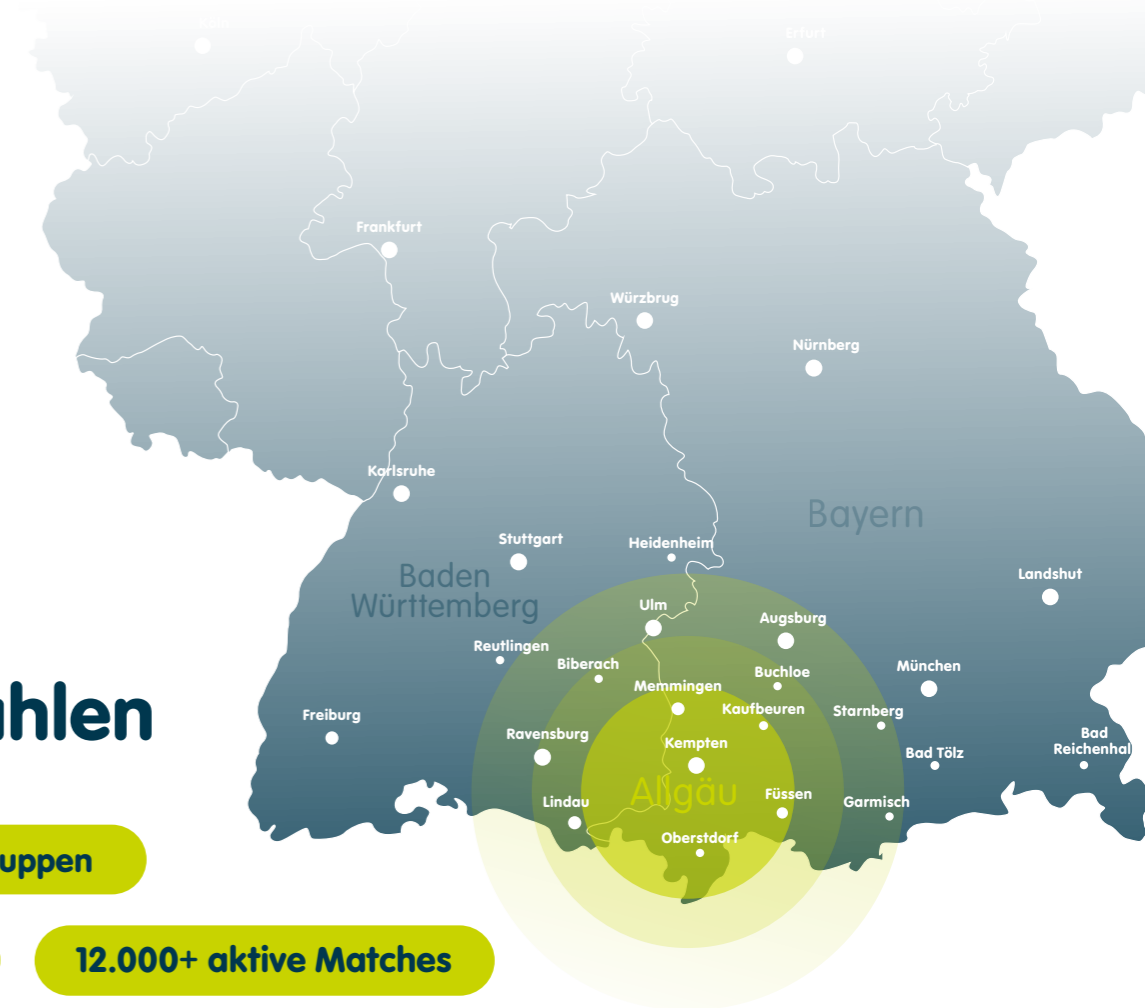 Erfurt
Frankfurt
Würzbrug
Nürnberg
Karlsruhe
Bayern
Stuttgart
Heidenheim
Baden
Württemberg
Landshut
Ulm
Augsburg
Reutlingen
Biberach
Buchloe
München
Memmingen
Kaufbeuren
Starnberg
Freiburg
Ravensburg
Kempten
Bad Tölz
Bad
Reichenhal
Allgäu
Lindau
Füssen
Garmisch
Oberstdorf
ahlen
uppen
12.000+ aktive Matches